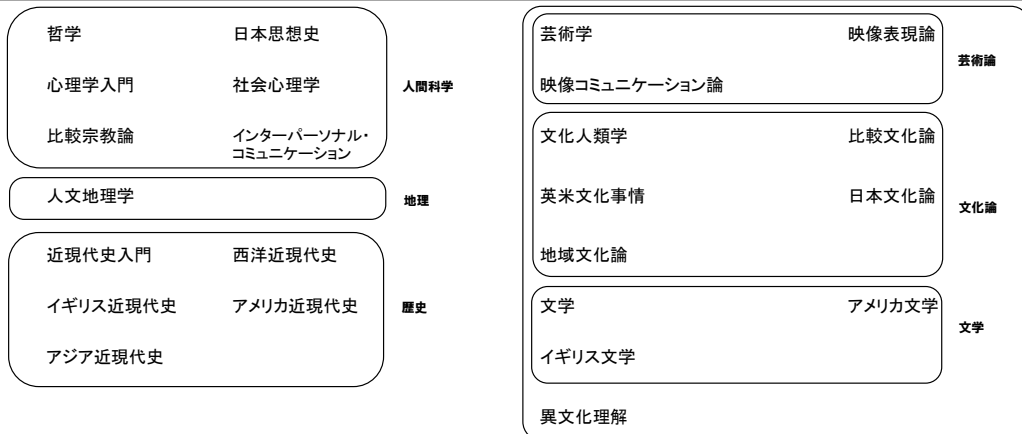 哲学
日本思想史
心理学入門
社会心理学
人間科学
比較宗教論
インターパーソナル・
コミュニケーション
人文地理学
地理
近現代史入門
西洋近現代史
イギリス近現代史
アメリカ近現代史
歴史
アジア近現代史
芸術学
映像表現論
芸術論
映像コミュニケーション論
文化人類学
比較文化論
英米文化事情
日本文化論
文化論
地域文化論
文学
アメリカ文学
文学
イギリス文学
異文化理解